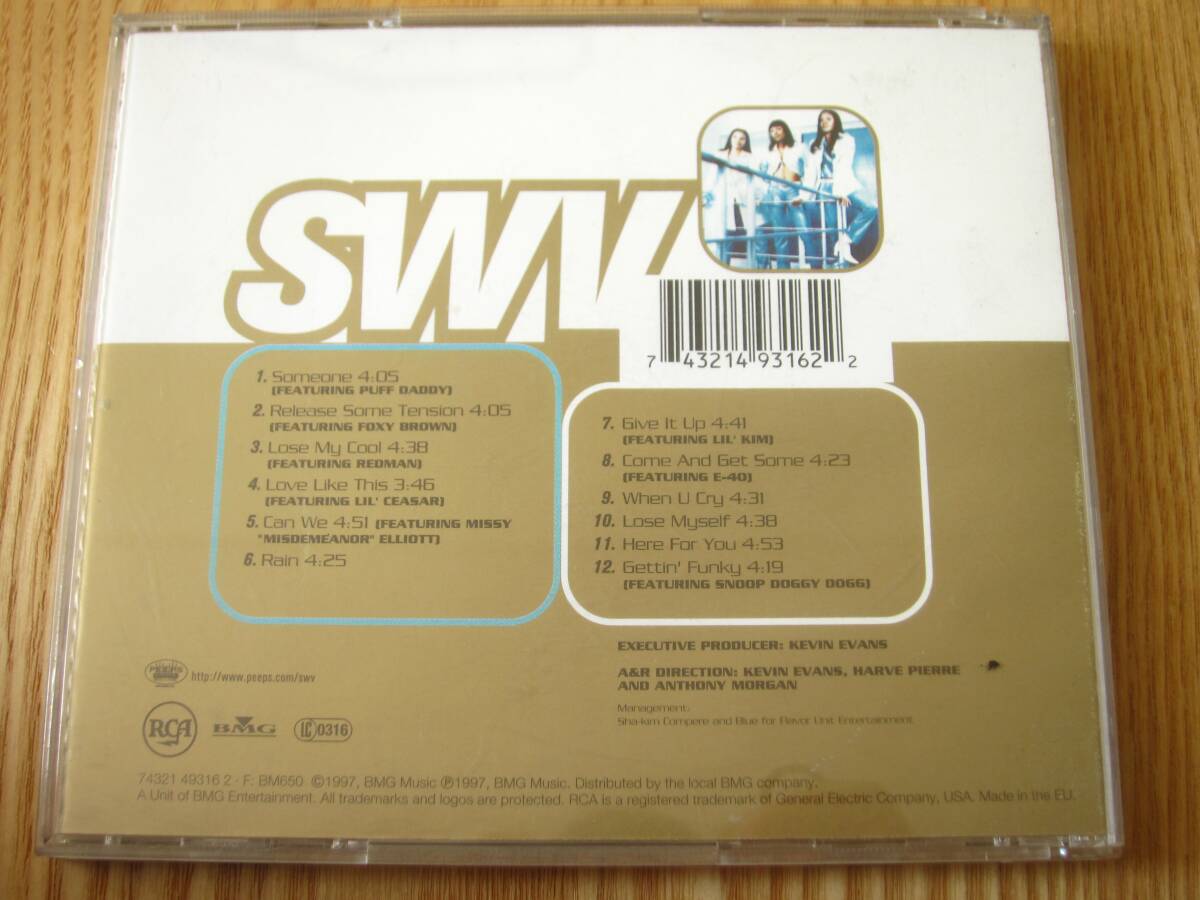 SWV
7 43214 93162 2
1. Someone 4:05
(FEATURING PUFF DADDY)
2. Release Some Tension 4:05
(FEATURING FOXY BROWN)
3. Lose My Cool 4:38
(FEATURING REDMAN)
4. Love Like This 3:46
(FEATURING LIL' CEASAR)
5. Can We 4:51 (FEATURING MISSY
"MISDEMEANOR" ELLIOTT)
6. Rain 4:25
7. Give It Up 4:41
(FEATURING LIL' KIM)
8. Come And Get Some 4:23
(FEATURING E-40)
9. When U Cry 4:31
10. Lose Myself 4:38
11. Here For You 4:53
12. Gettin' Funky 4:19
(FEATURING SNOOP DOGGY DOGG)
EXECUTIVE PRODUCER: KEVIN EVANS
A&R DIRECTION: KEVIN EVANS, HARVE PIERRE
AND ANTHONY MORGAN
Management:
Sha-kim Compere and Blue for Flavor Unit Entertainment
PEEPS
http://www.peeps.com/swv
RCA
BMG
LC 0316
74321 49316 2 · F: BM650 ©1997, BMG Music ℗1997, BMG Music. Distributed by the local BMG company.
A Unit of BMG Entertainment. All trademarks and logos are protected. RCA is a registered trademark of General Electric Company, USA. Made in the EU.